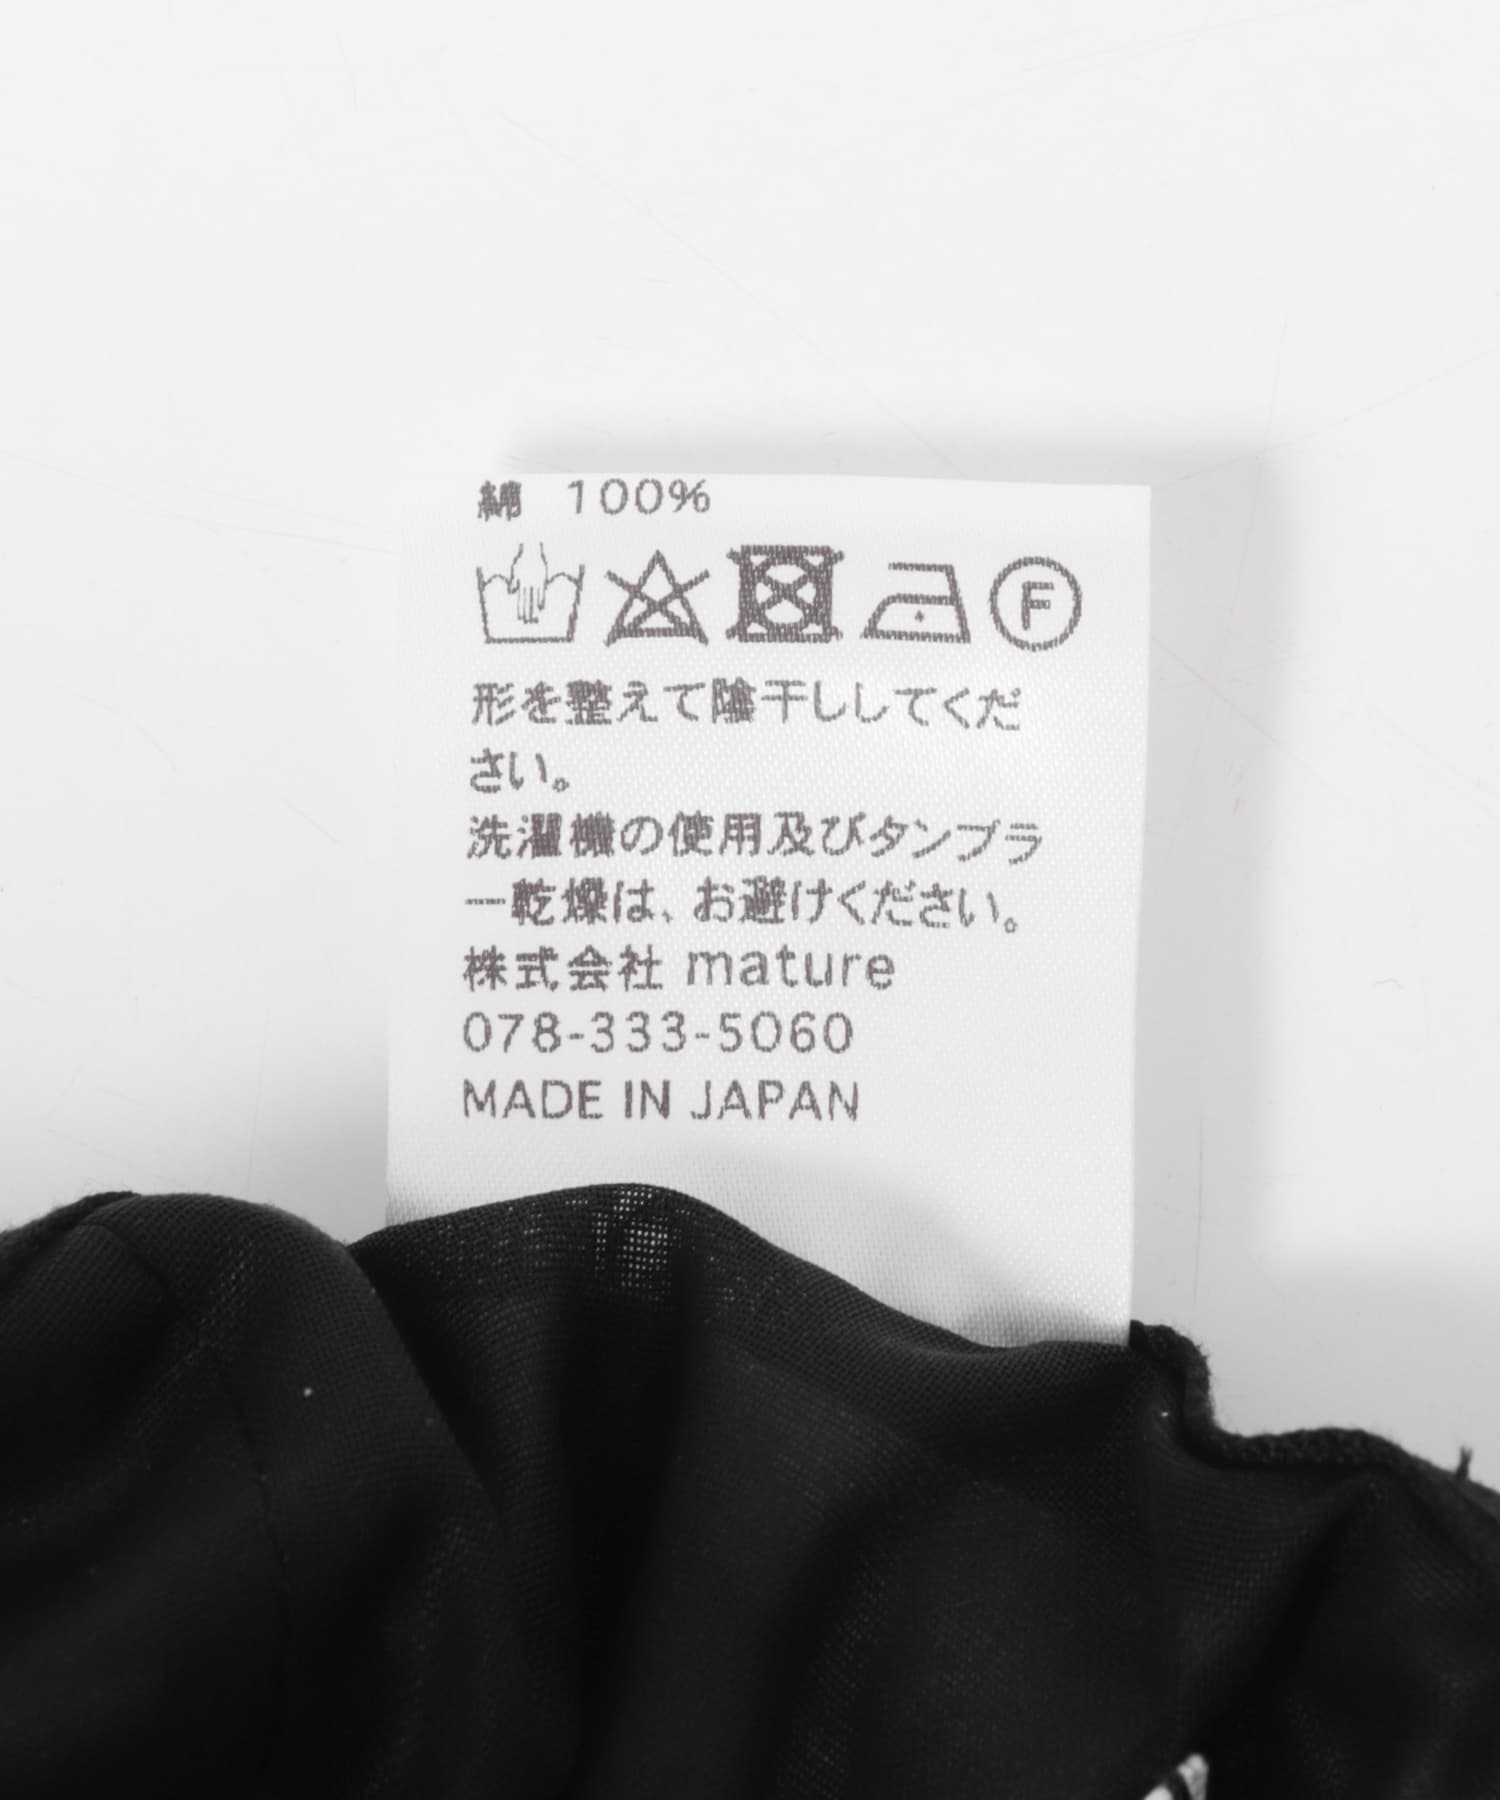 綿 100%
F
形を整えて陰干ししてくだ
さい。
洗濯機の使用及びタンブラ
ー乾燥は、お避けください。
株式会社 mature
078-333-5060
MADE IN JAPAN